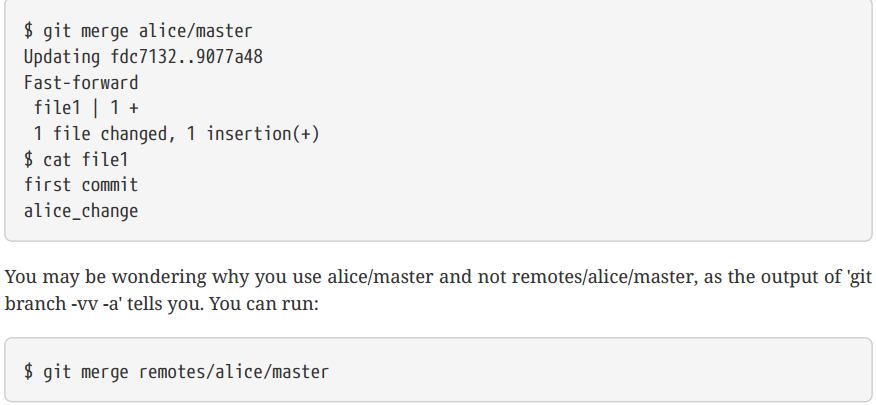 $ git merge alice/master
Updating fdc7132..9077a48
Fast-forward
 file1 | 1 +
 1 file changed, 1 insertion(+)
$ cat file1
first commit
alice_change
You may be wondering why you use alice/master and not remotes/alice/master, as the output of 'git
branch -vv -a' tells you. You can run:
$ git merge remotes/alice/master